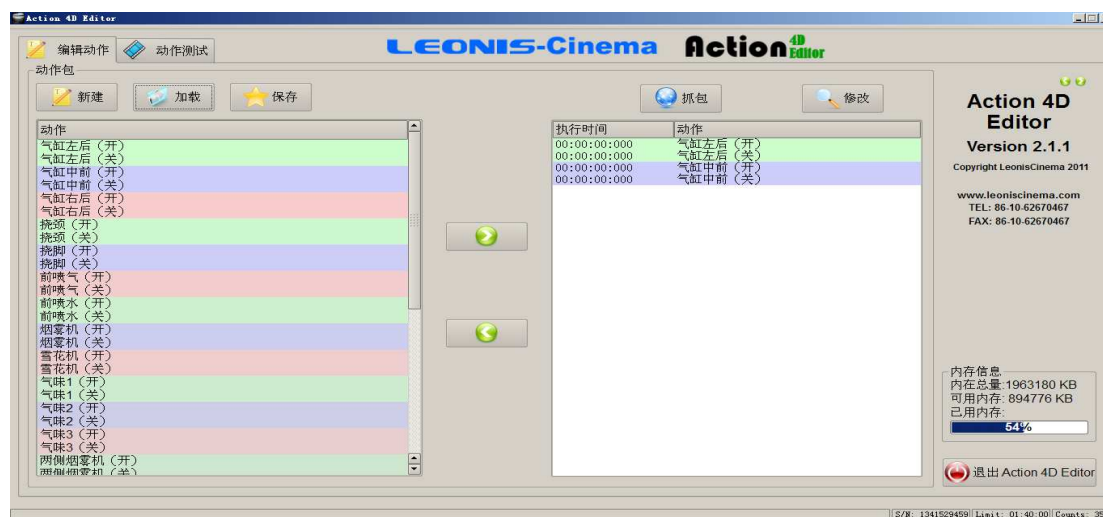 Action 4D Editor
编辑动作
动作测试
LEONIS-Cinema
Action 4D Editor
动作包
新建
加载
保存
抓包
修改
动作
气缸左后（开）
气缸左后（关）
气缸中前（开）
气缸中前（关）
气缸右后（开）
气缸右后（关）
挠颈（开）
挠颈（关）
挠脚（开）
挠脚（关）
前喷气（开）
前喷气（关）
前喷水（开）
前喷水（关）
烟雾机（开）
烟雾机（关）
雪花机（开）
雪花机（关）
气味1（开）
气味1（关）
气味2（开）
气味2（关）
气味3（开）
气味3（关）
两侧烟雾机（开）
两侧烟雾机（关）
执行时间 动作
00:00:00:000 气缸左后（开）
00:00:00:000 气缸左后（关）
00:00:00:000 气缸中前（开）
00:00:00:000 气缸中前（关）
Action 4D
Editor
Version 2.1.1
Copyright LeonisCinema 2011
www.leoniscinema.com
TEL: 86-10-62670467
FAX: 86-10-62670467
内存信息
内在总量:1963180 KB
可用内存: 894776 KB
已用内存:
54%
退出 Action 4D Editor
S/N: 1341529459 Limit: 01:40:00 Counts: 35